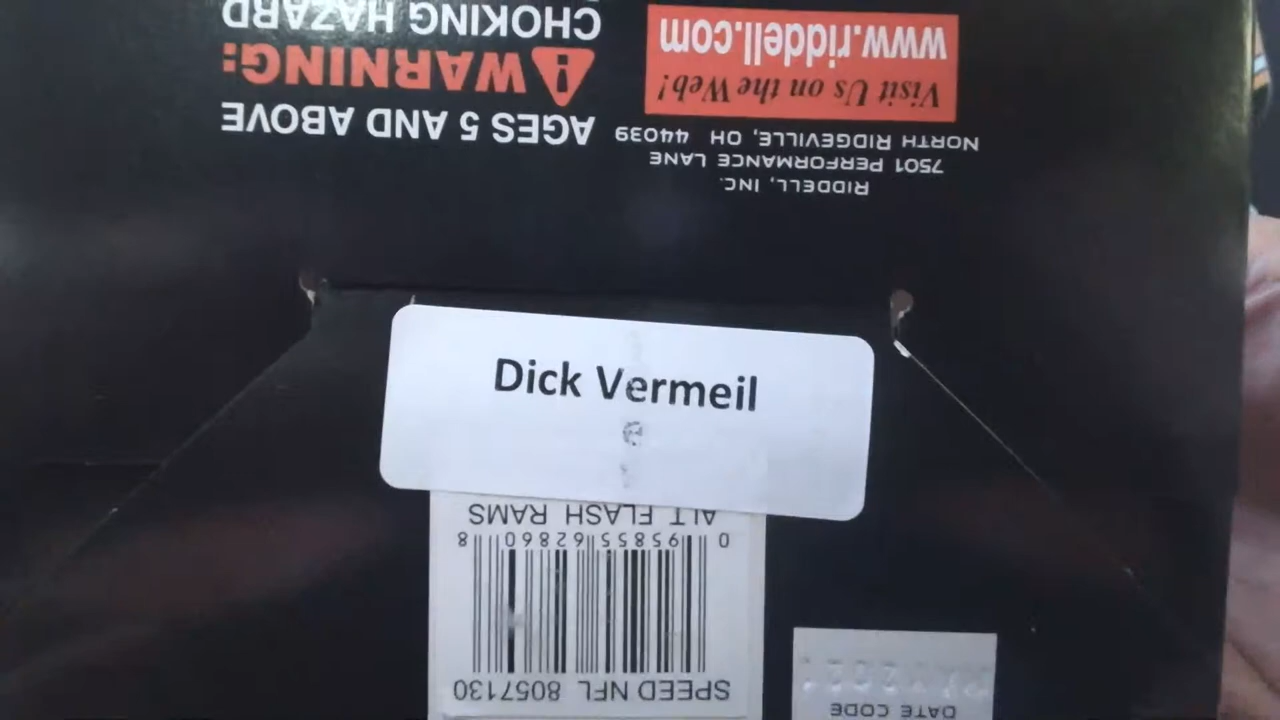 Dick Vermeil
DATE CODE
SPEED NFL 8057130
0 95855 62860 8
ALT FLASH RAMS
RIDDELL, INC.
7501 PERFORMANCE LANE
NORTH RIDGEVILLE, OH 44039
Visit Us on the Web!
www.riddell.com
AGES 5 AND ABOVE
WARNING:
CHOKING HAZARD